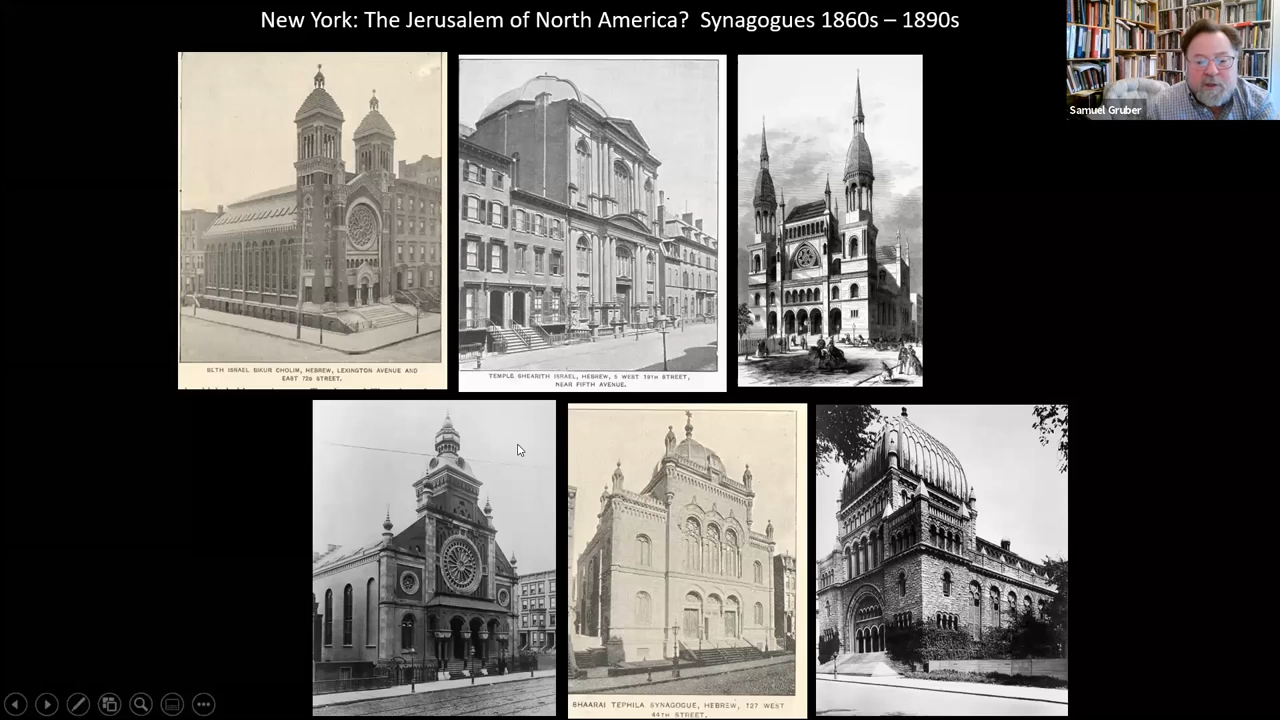 New York: The Jerusalem of North America? Synagogues 1860s – 1890s
Samuel Gruber
BETH ISRAEL BIKUR CHOLIM, HEBREW, LEXINGTON AVENUE AND
EAST 72D STREET.
TEMPLE SHEARITH ISRAEL, HEBREW, 5 WEST 19TH STREET,
NEAR FIFTH AVENUE.
SHAARAI TEPHILA SYNAGOGUE, HEBREW, 127 WEST
44TH STREET.